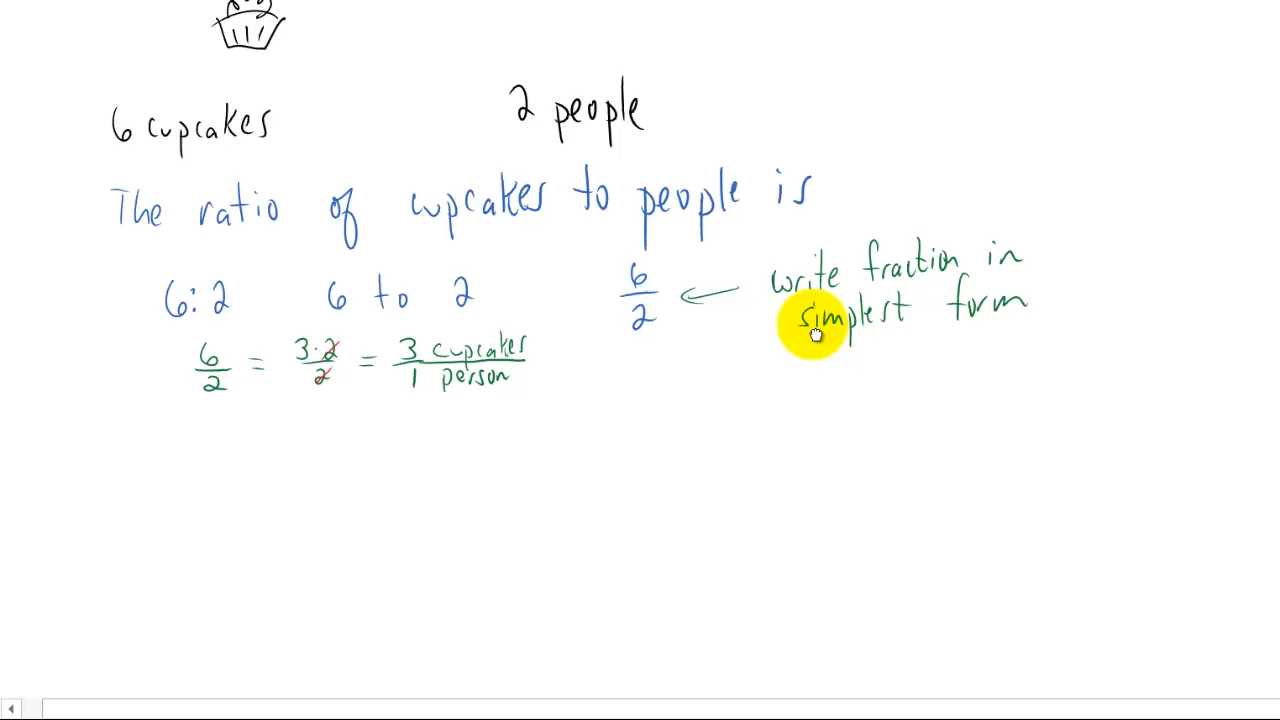 6 cupcakes 2 people
The ratio of cupcakes to people is
6:2 6 to 2 6/2 ← write fraction in
simplest form
6/2 = 3·2/2 = 3 cupcakes/1 person